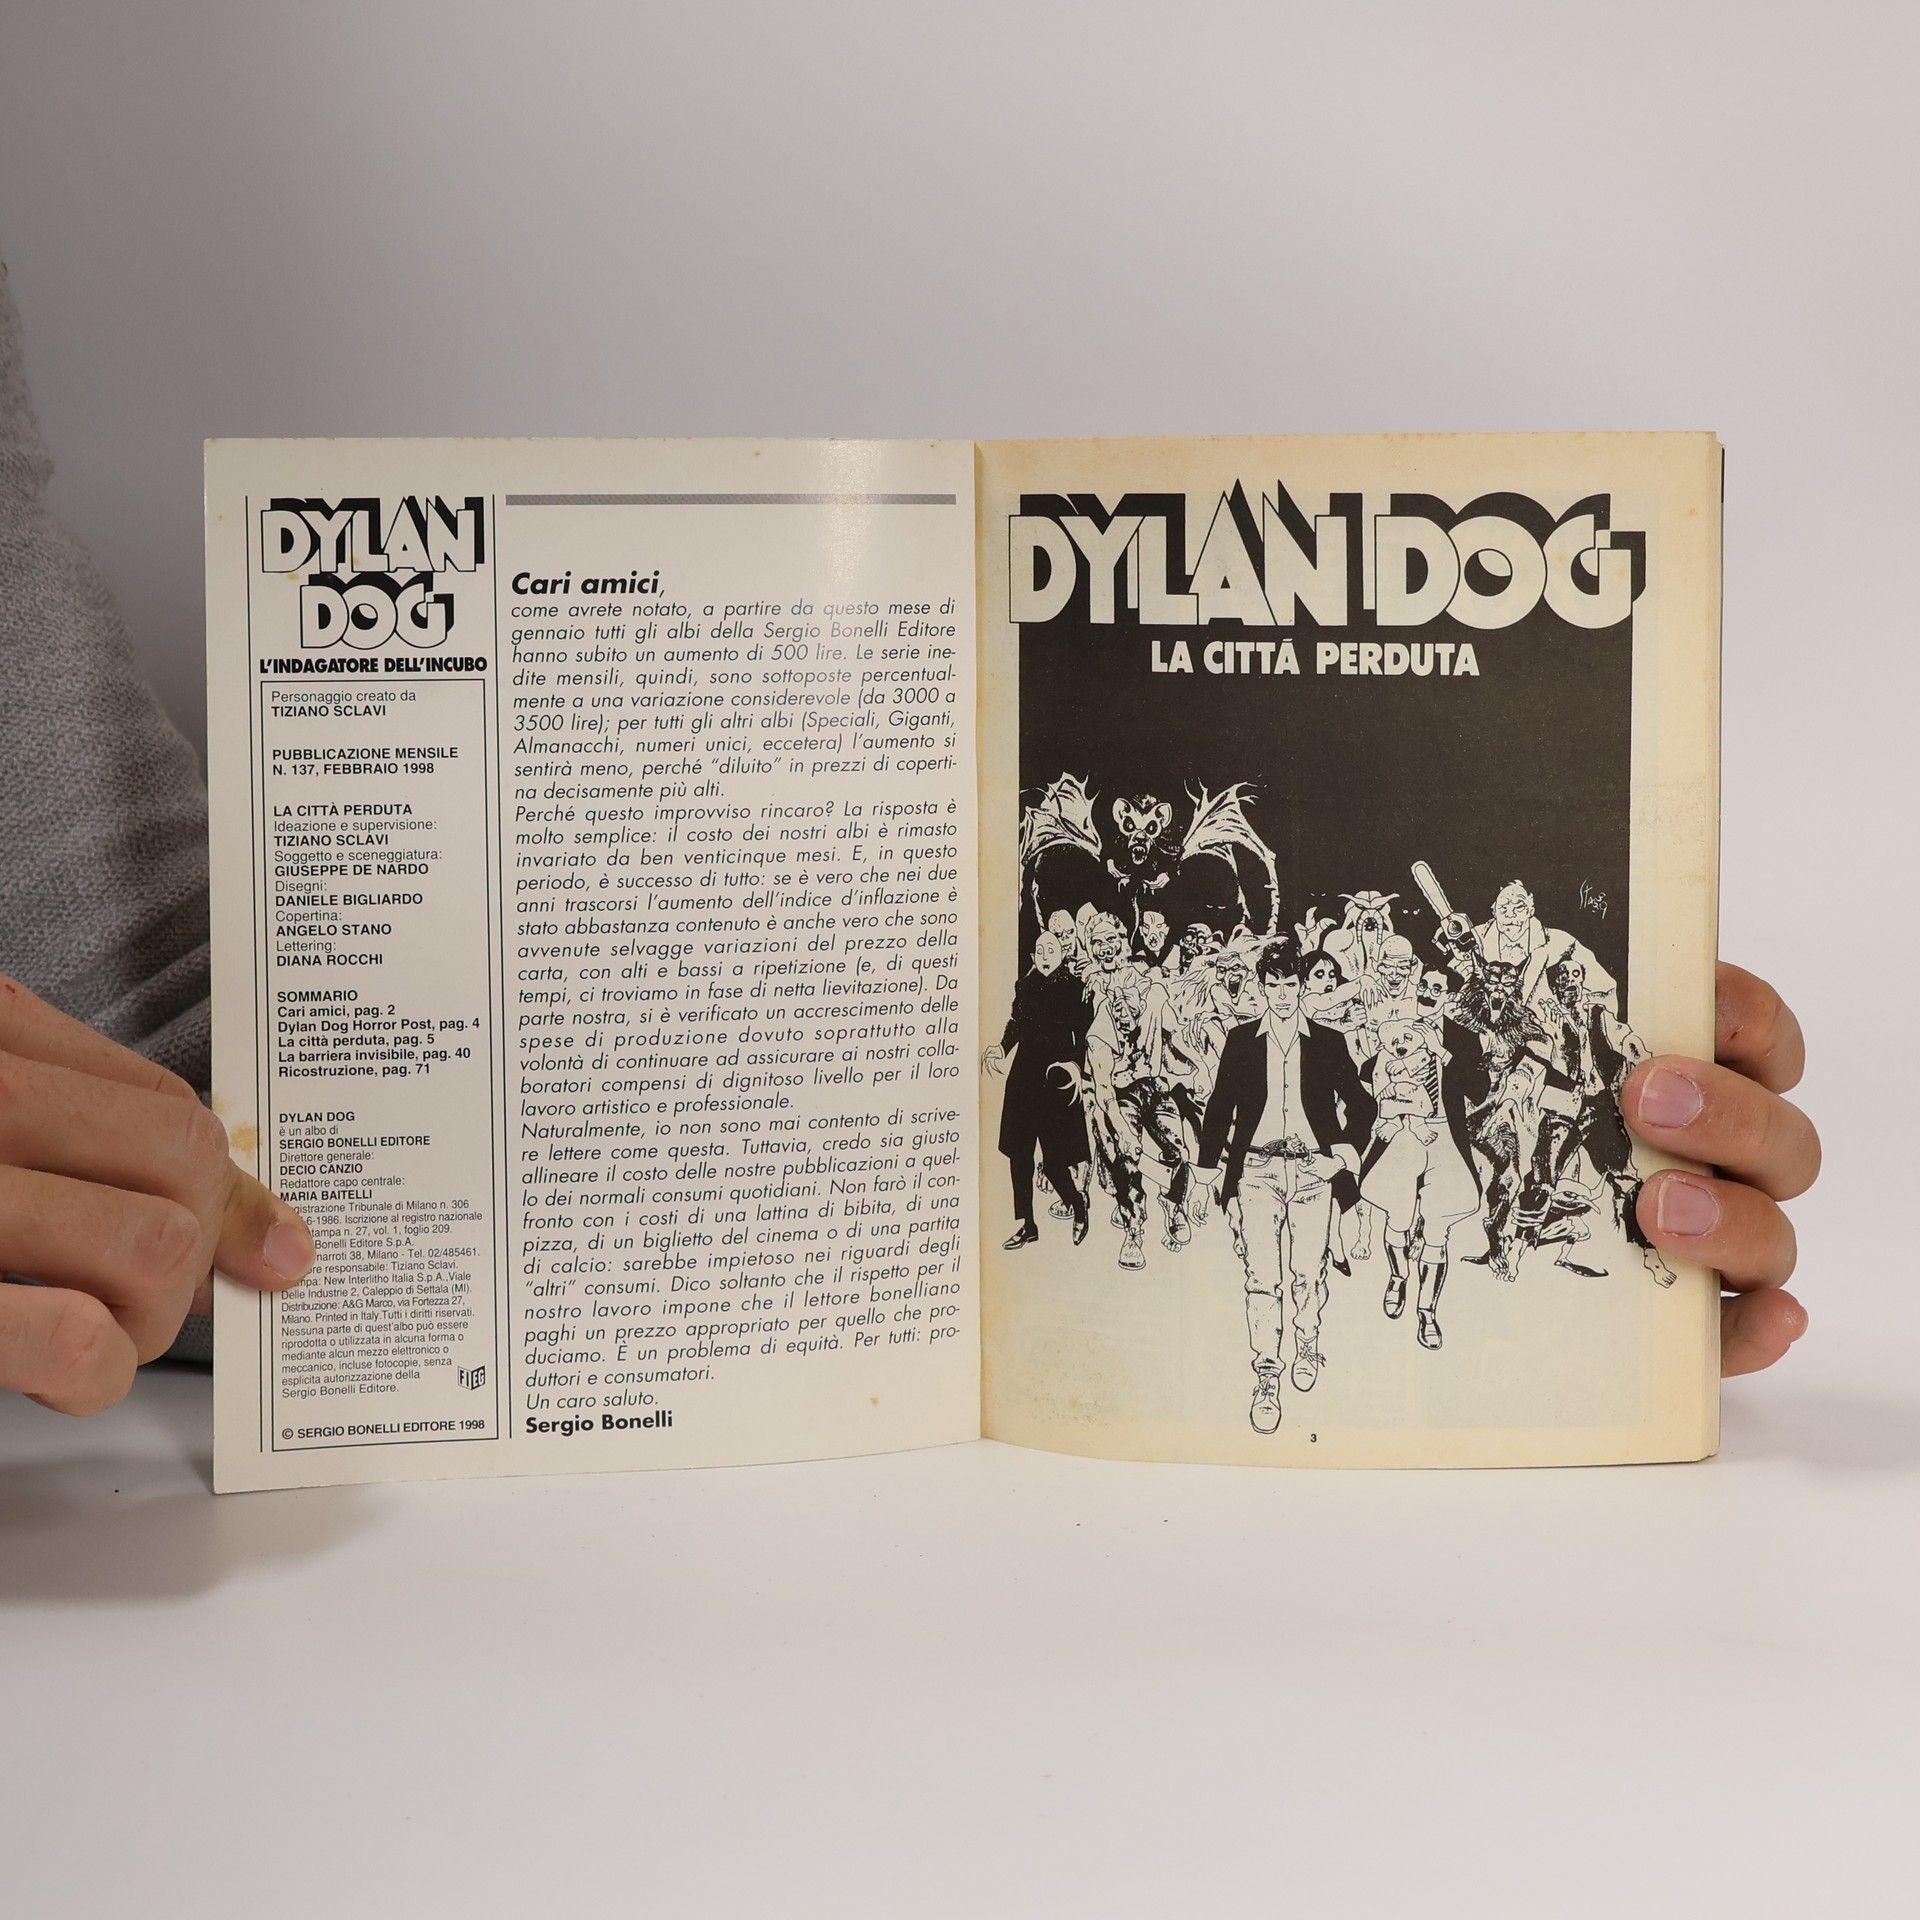 DYLAN
DOG
L'INDAGATORE DELL'INCUBO
Personaggio creato da
TIZIANO SCLAVI
PUBBLICAZIONE MENSILE
N. 137, FEBBRAIO 1998
LA CITTÀ PERDUTA
Ideazione e supervisione:
TIZIANO SCLAVI
Soggetto e sceneggiatura:
GIUSEPPE DE NARDO
Disegni:
DANIELE BIGLIARDO
Copertina:
ANGELO STANO
Lettering:
DIANA ROCCHI
SOMMARIO
Cari amici, pag. 2
Dylan Dog Horror Post, pag. 4
La città perduta, pag. 5
La barriera invisibile, pag. 40
Ricostruzione, pag. 71
DYLAN DOG
è un albo di
SERGIO BONELLI EDITORE
Direttore generale:
DECIO CANZIO
Redattore capo centrale:
MARIA BAITELLI
gistrazione Tribunale di Milano n. 306
-6-1986. Iscrizione al registro nazionale
tampa n. 27, vol. 1, foglio 209.
Bonelli Editore S.p.A.
narroti 38, Milano - Tel. 02/485461.
ore responsabile: Tiziano Sclavi.
mpa: New Interlitho Italia S.p.A., Viale
Delle Industrie 2, Caleppio di Settala (MI).
Distribuzione: A&G Marco, via Fortezza 27,
Milano. Printed in Italy. Tutti i diritti riservati.
Nessuna parte di quest'albo può essere
riprodotta o utilizzata in alcuna forma o
mediante alcun mezzo elettronico o
meccanico, incluse fotocopie, senza
esplicita autorizzazione della
Sergio Bonelli Editore.
FIEG
© SERGIO BONELLI EDITORE 1998
Cari amici,
come avrete notato, a partire da questo mese di
gennaio tutti gli albi della Sergio Bonelli Editore
hanno subito un aumento di 500 lire. Le serie ine-
dite mensili, quindi, sono sottoposte percentual-
mente a una variazione considerevole (da 3000 a
3500 lire); per tutti gli altri albi (Speciali, Giganti,
Almanacchi, numeri unici, eccetera) l'aumento si
sentirà meno, perché "diluito" in prezzi di coperti-
na decisamente più alti.
Perché questo improvviso rincaro? La risposta è
molto semplice: il costo dei nostri albi è rimasto
invariato da ben venticinque mesi. E, in questo
periodo, è successo di tutto: se è vero che nei due
anni trascorsi l'aumento dell'indice d'inflazione è
stato abbastanza contenuto è anche vero che sono
avvenute selvagge variazioni del prezzo della
carta, con alti e bassi a ripetizione (e, di questi
tempi, ci troviamo in fase di netta lievitazione). Da
parte nostra, si è verificato un accrescimento delle
spese di produzione dovuto soprattutto alla
volontà di continuare ad assicurare ai nostri colla-
boratori compensi di dignitoso livello per il loro
lavoro artistico e professionale.
Naturalmente, io non sono mai contento di scrive-
re lettere come questa. Tuttavia, credo sia giusto
allineare il costo delle nostre pubblicazioni a quel-
lo dei normali consumi quotidiani. Non farò il con-
fronto con i costi di una lattina di bibita, di una
pizza, di un biglietto del cinema o di una partita
di calcio: sarebbe impietoso nei riguardi degli
"altri" consumi. Dico soltanto che il rispetto per il
nostro lavoro impone che il lettore bonelliano
paghi un prezzo appropriato per quello che pro-
duciamo. È un problema di equità. Per tutti: pro-
duttori e consumatori.
Un caro saluto.
Sergio Bonelli
DYLAN DOG
LA CITTÁ PERDUTA
3